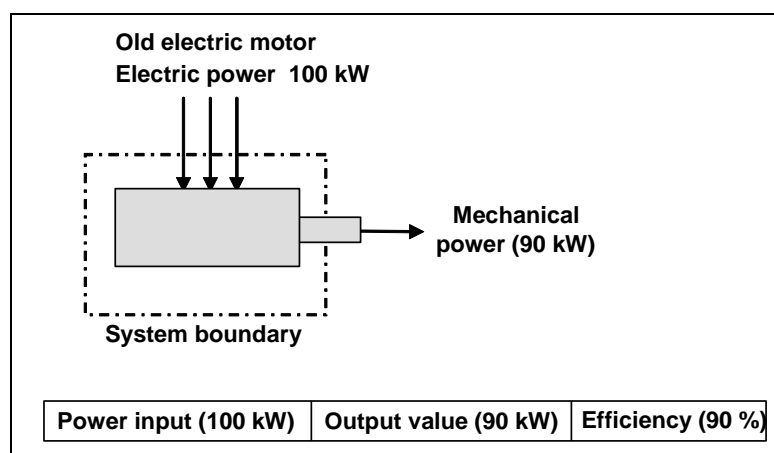 Old electric motor
Electric power 100 kW
Mechanical
power (90 kW)
System boundary
Power input (100 kW) Output value (90 kW) Efficiency (90 %)